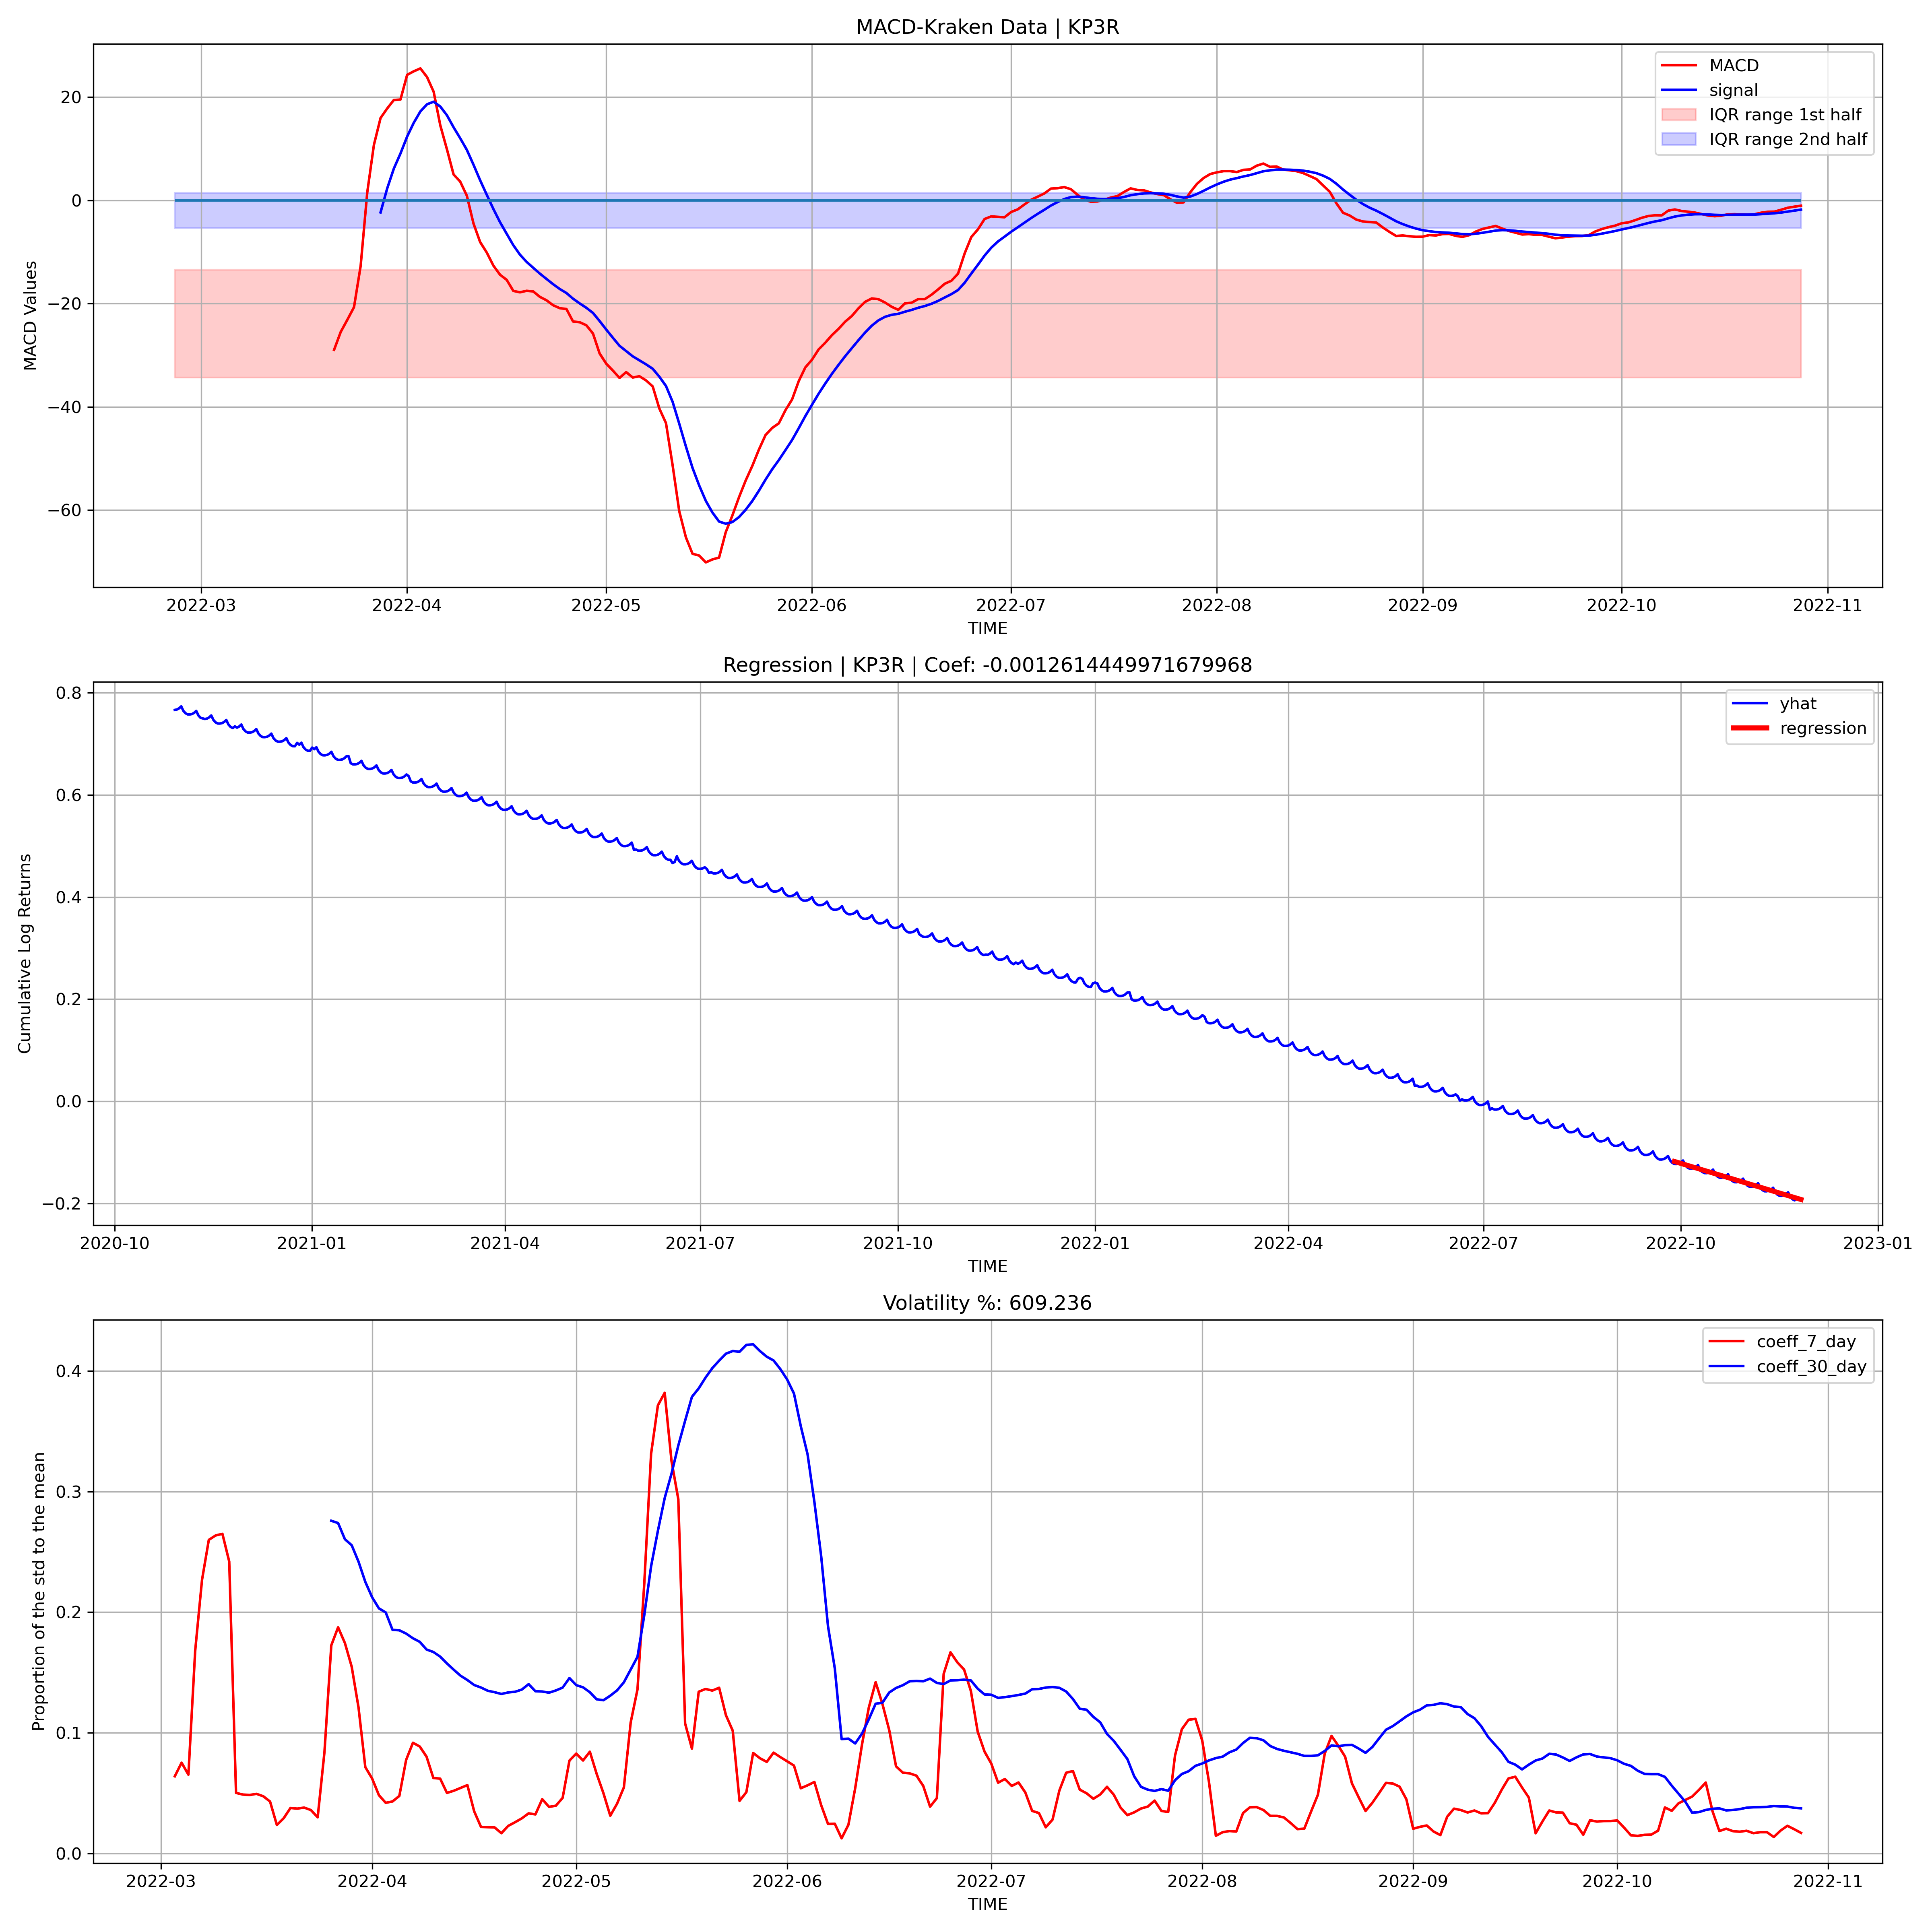 MACD-Kraken Data | KP3R
MACD
signal
IQR range 1st half
IQR range 2nd half
MACD Values
20
0
−20
−40
−60
2022-03 2022-04 2022-05 2022-06 2022-07 2022-08 2022-09 2022-10 2022-11
TIME
Regression | KP3R | Coef: -0.0012614449971679968
yhat
regression
Cumulative Log Returns
0.8
0.6
0.4
0.2
0.0
−0.2
2020-10 2021-01 2021-04 2021-07 2021-10 2022-01 2022-04 2022-07 2022-10 2023-01
TIME
Volatility %: 609.236
coeff_7_day
coeff_30_day
Proportion of the std to the mean
0.4
0.3
0.2
0.1
0.0
2022-03 2022-04 2022-05 2022-06 2022-07 2022-08 2022-09 2022-10 2022-11
TIME